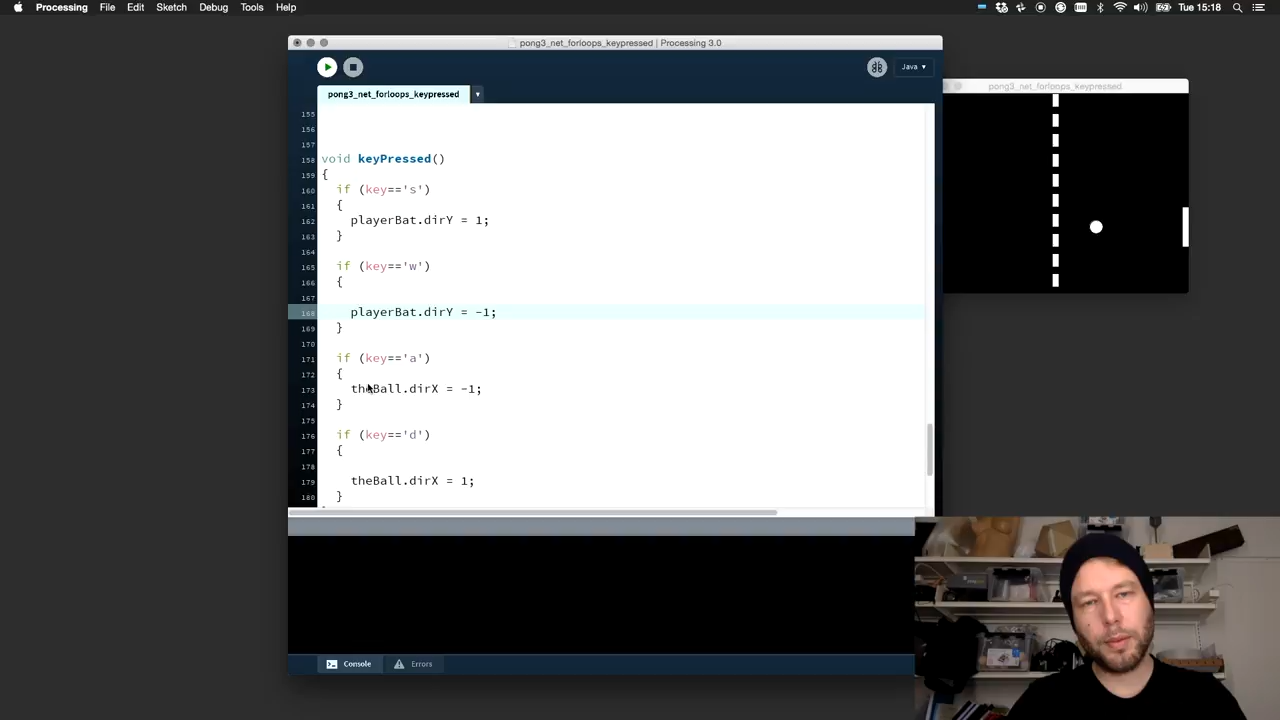 Processing File Edit Sketch Debug Tools Help Tue 15:18
pong3_net_forloops_keypressed | Processing 3.0
Java ▾
pong3_net_forloops_keypressed
pong3_net_forloops_keypressed
155
156
157
158 void keyPressed()
159 {
160 if (key=='s')
161 {
162 playerBat.dirY = 1;
163 }
164
165 if (key=='w')
166 {
167
168 playerBat.dirY = -1;
169 }
170
171 if (key=='a')
172 {
173 theBall.dirX = -1;
174 }
175
176 if (key=='d')
177 {
178
179 theBall.dirX = 1;
180 }
Console Errors